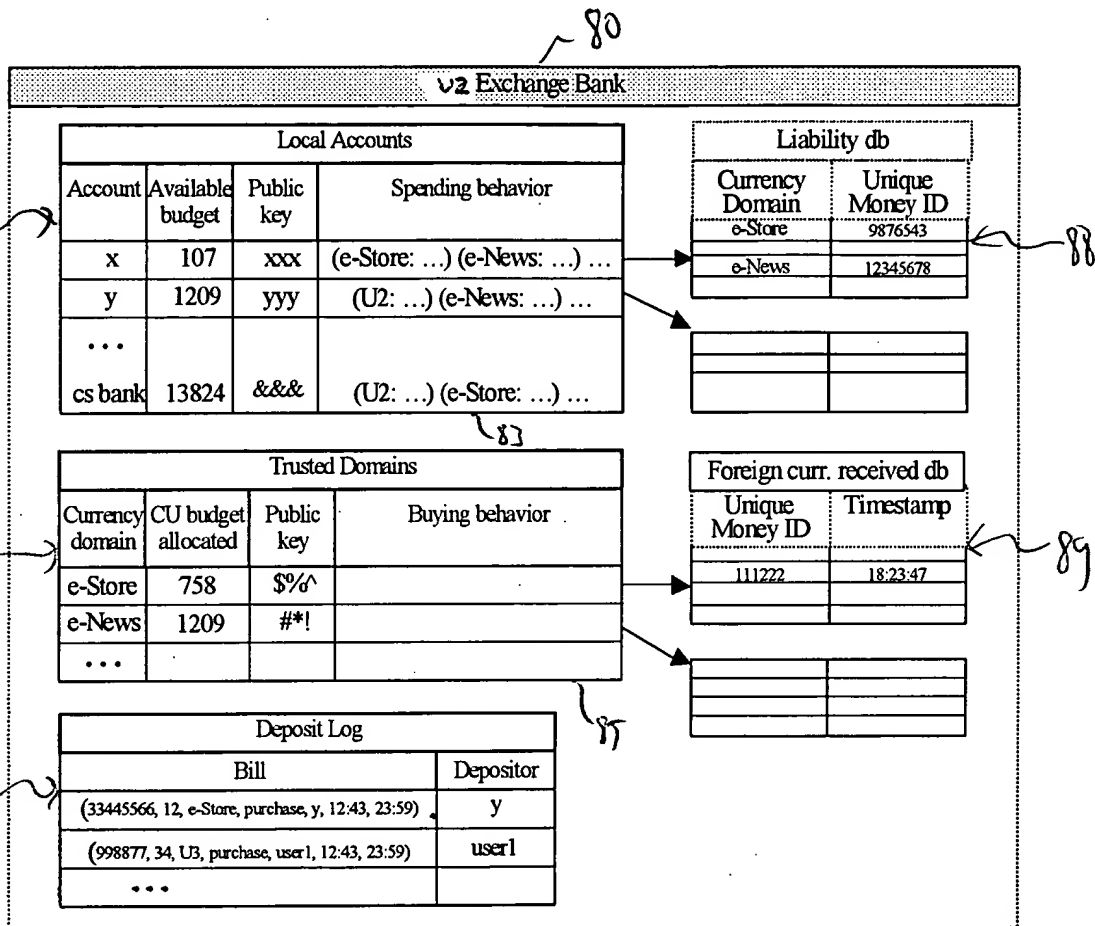 80
U2 Exchange Bank
Local Accounts
Account Available budget Public key Spending behavior
x 107 xxx (e-Store: …) (e-News: …) …
y 1209 yyy (U2: …) (e-News: …) …
...
cs bank 13824 &&& (U2: …) (e-Store: …) …
83
Liability db
Currency Domain Unique Money ID
e-Store 9876543
e-News 12345678
88
Trusted Domains
Currency domain CU budget allocated Public key Buying behavior
e-Store 758 $%^
e-News 1209 #*!
...
85
Foreign curr. received db
Unique Money ID Timestamp
111222 18:23:47
89
Deposit Log
Bill Depositor
(33445566, 12, e-Store, purchase, y, 12:43, 23:59) y
(998877, 34, U3, purchase, user1, 12:43, 23:59) user1
...